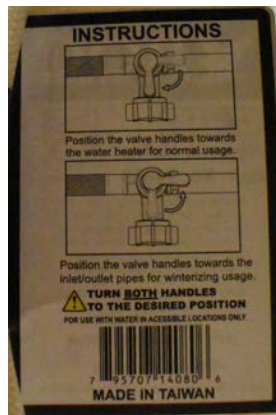 INSTRUCTIONS
Position the valve handles towards
the water heater for normal usage.
Position the valve handles towards the
inlet/outlet pipes for winterizing usage.
TURN BOTH HANDLES
TO THE DESIRED POSITION
FOR USE WITH WATER IN ACESSIBLE LOCATIONS ONLY
7 95707 14080 6
MADE IN TAIWAN